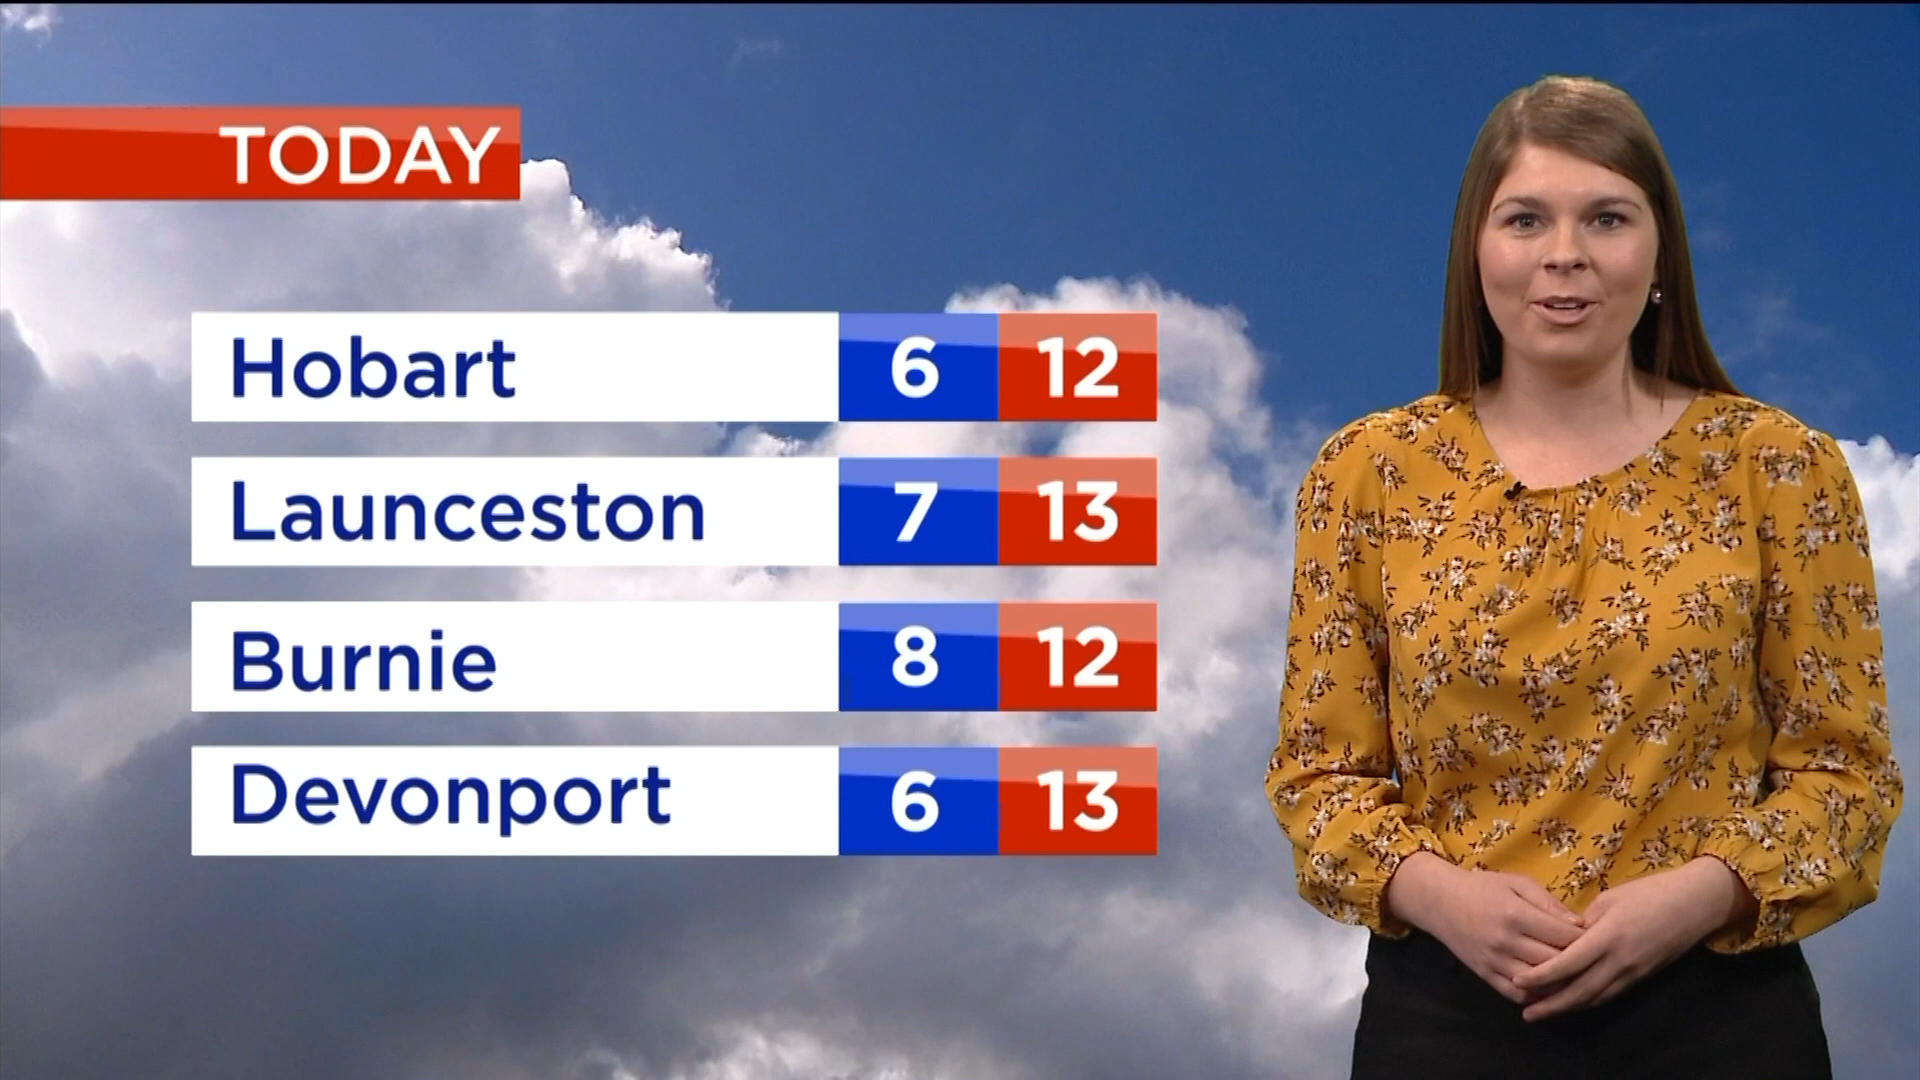 TODAY
Hobart 6 12
Launceston 7 13
Burnie 8 12
Devonport 6 13